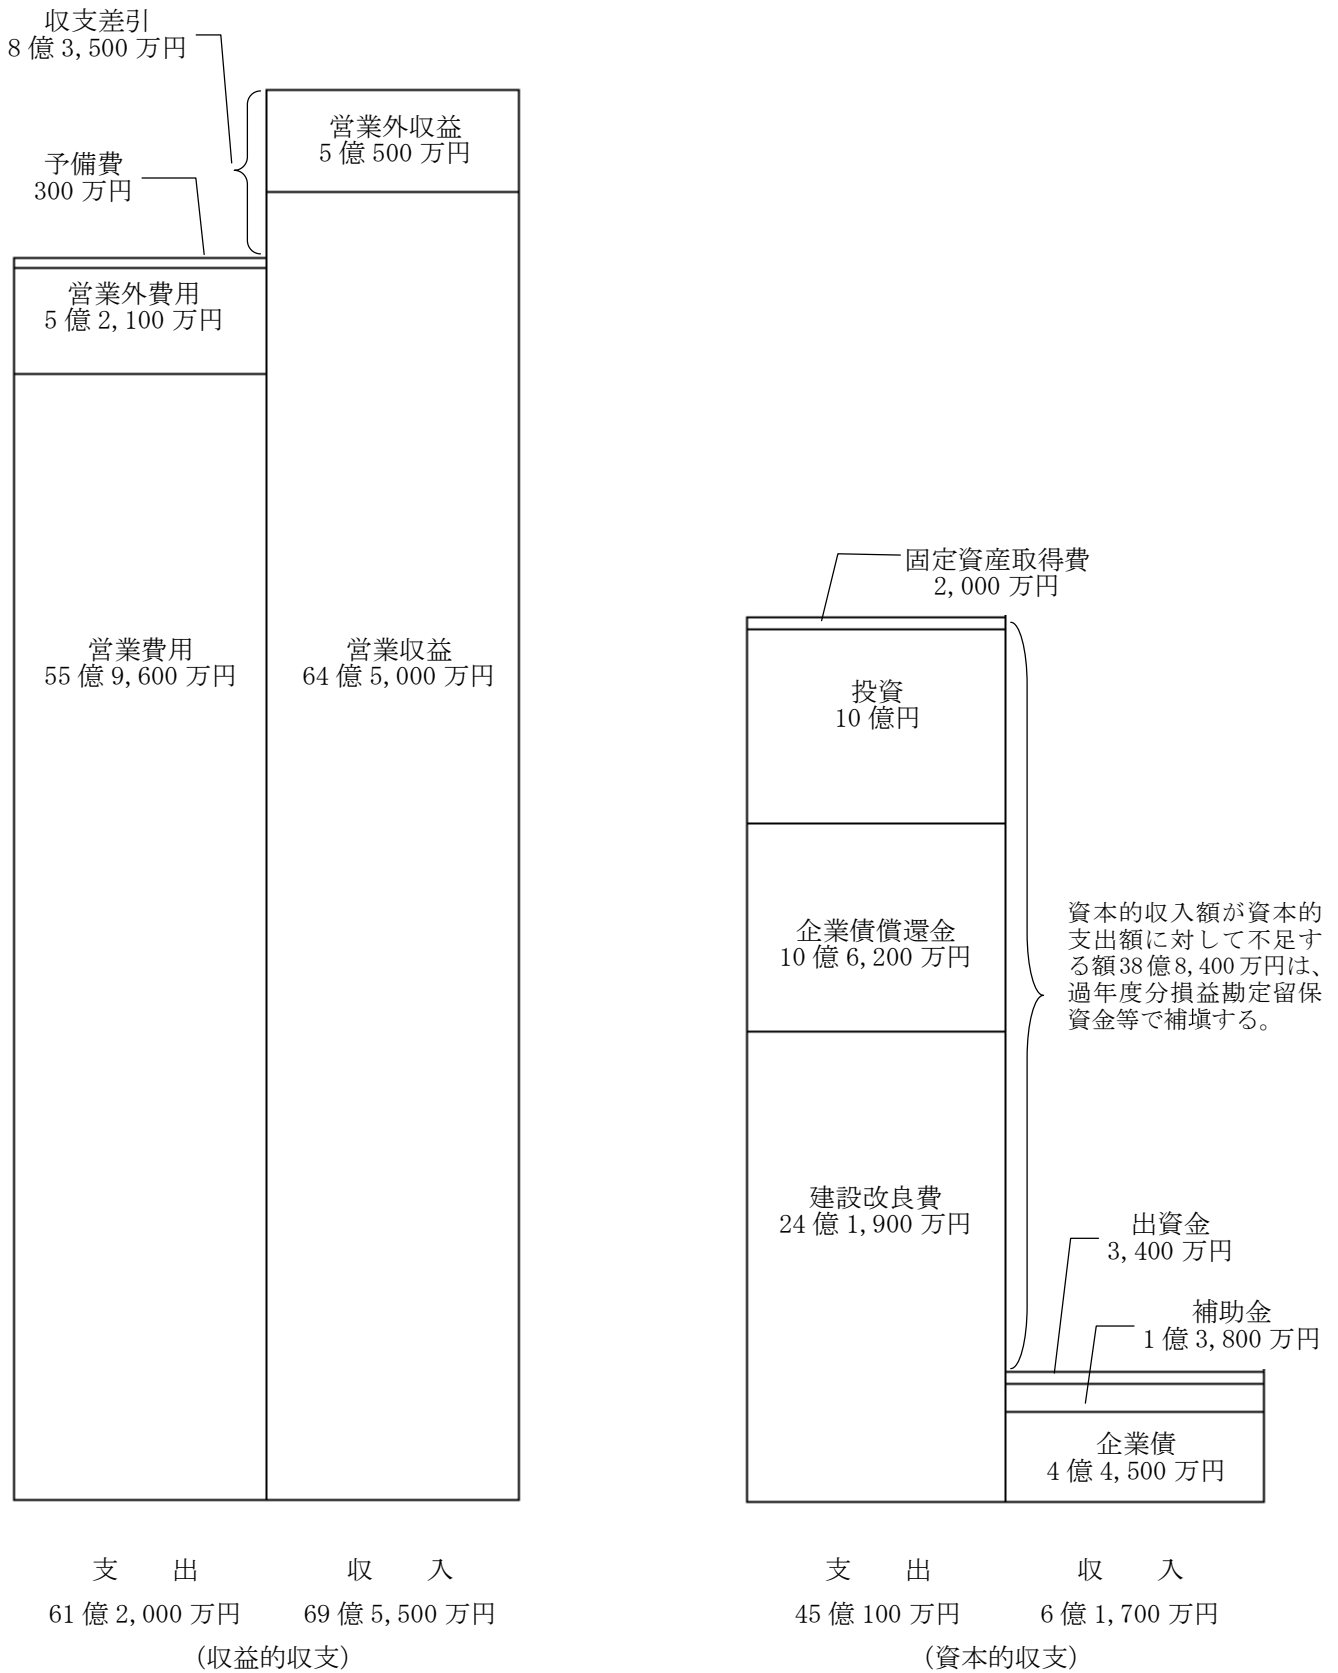 収支差引
8億3,500万円
予備費
300万円
営業外収益
5億500万円
営業外費用
5億2,100万円
営業費用
55億9,600万円
営業収益
64億5,000万円
支 出
61億2,000万円
収 入
69億5,500万円
(収益的収支)
固定資産取得費
2,000万円
投資
10億円
企業債償還金
10億6,200万円
建設改良費
24億1,900万円
資本的収入額が資本的
支出額に対して不足す
る額38億8,400万円は、
過年度分損益勘定留保
資金等で補塡する。
出資金
3,400万円
補助金
1億3,800万円
企業債
4億4,500万円
支 出
45億100万円
収 入
6億1,700万円
(資本的収支)